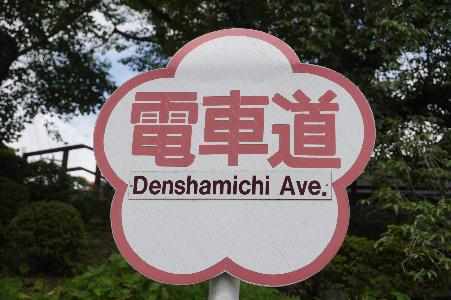 電車道
Denshamichi Ave.